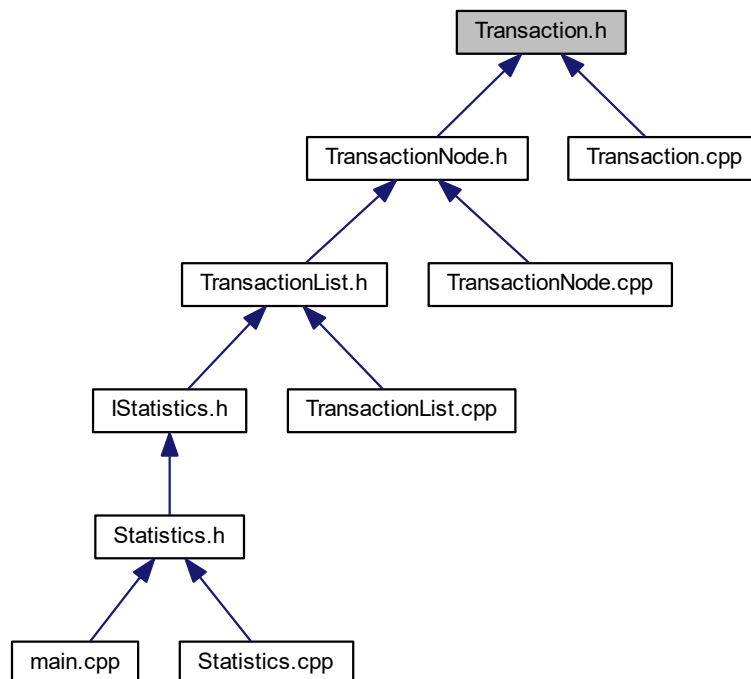 Transaction.h
TransactionNode.h
Transaction.cpp
TransactionList.h
TransactionNode.cpp
IStatistics.h
TransactionList.cpp
Statistics.h
main.cpp
Statistics.cpp